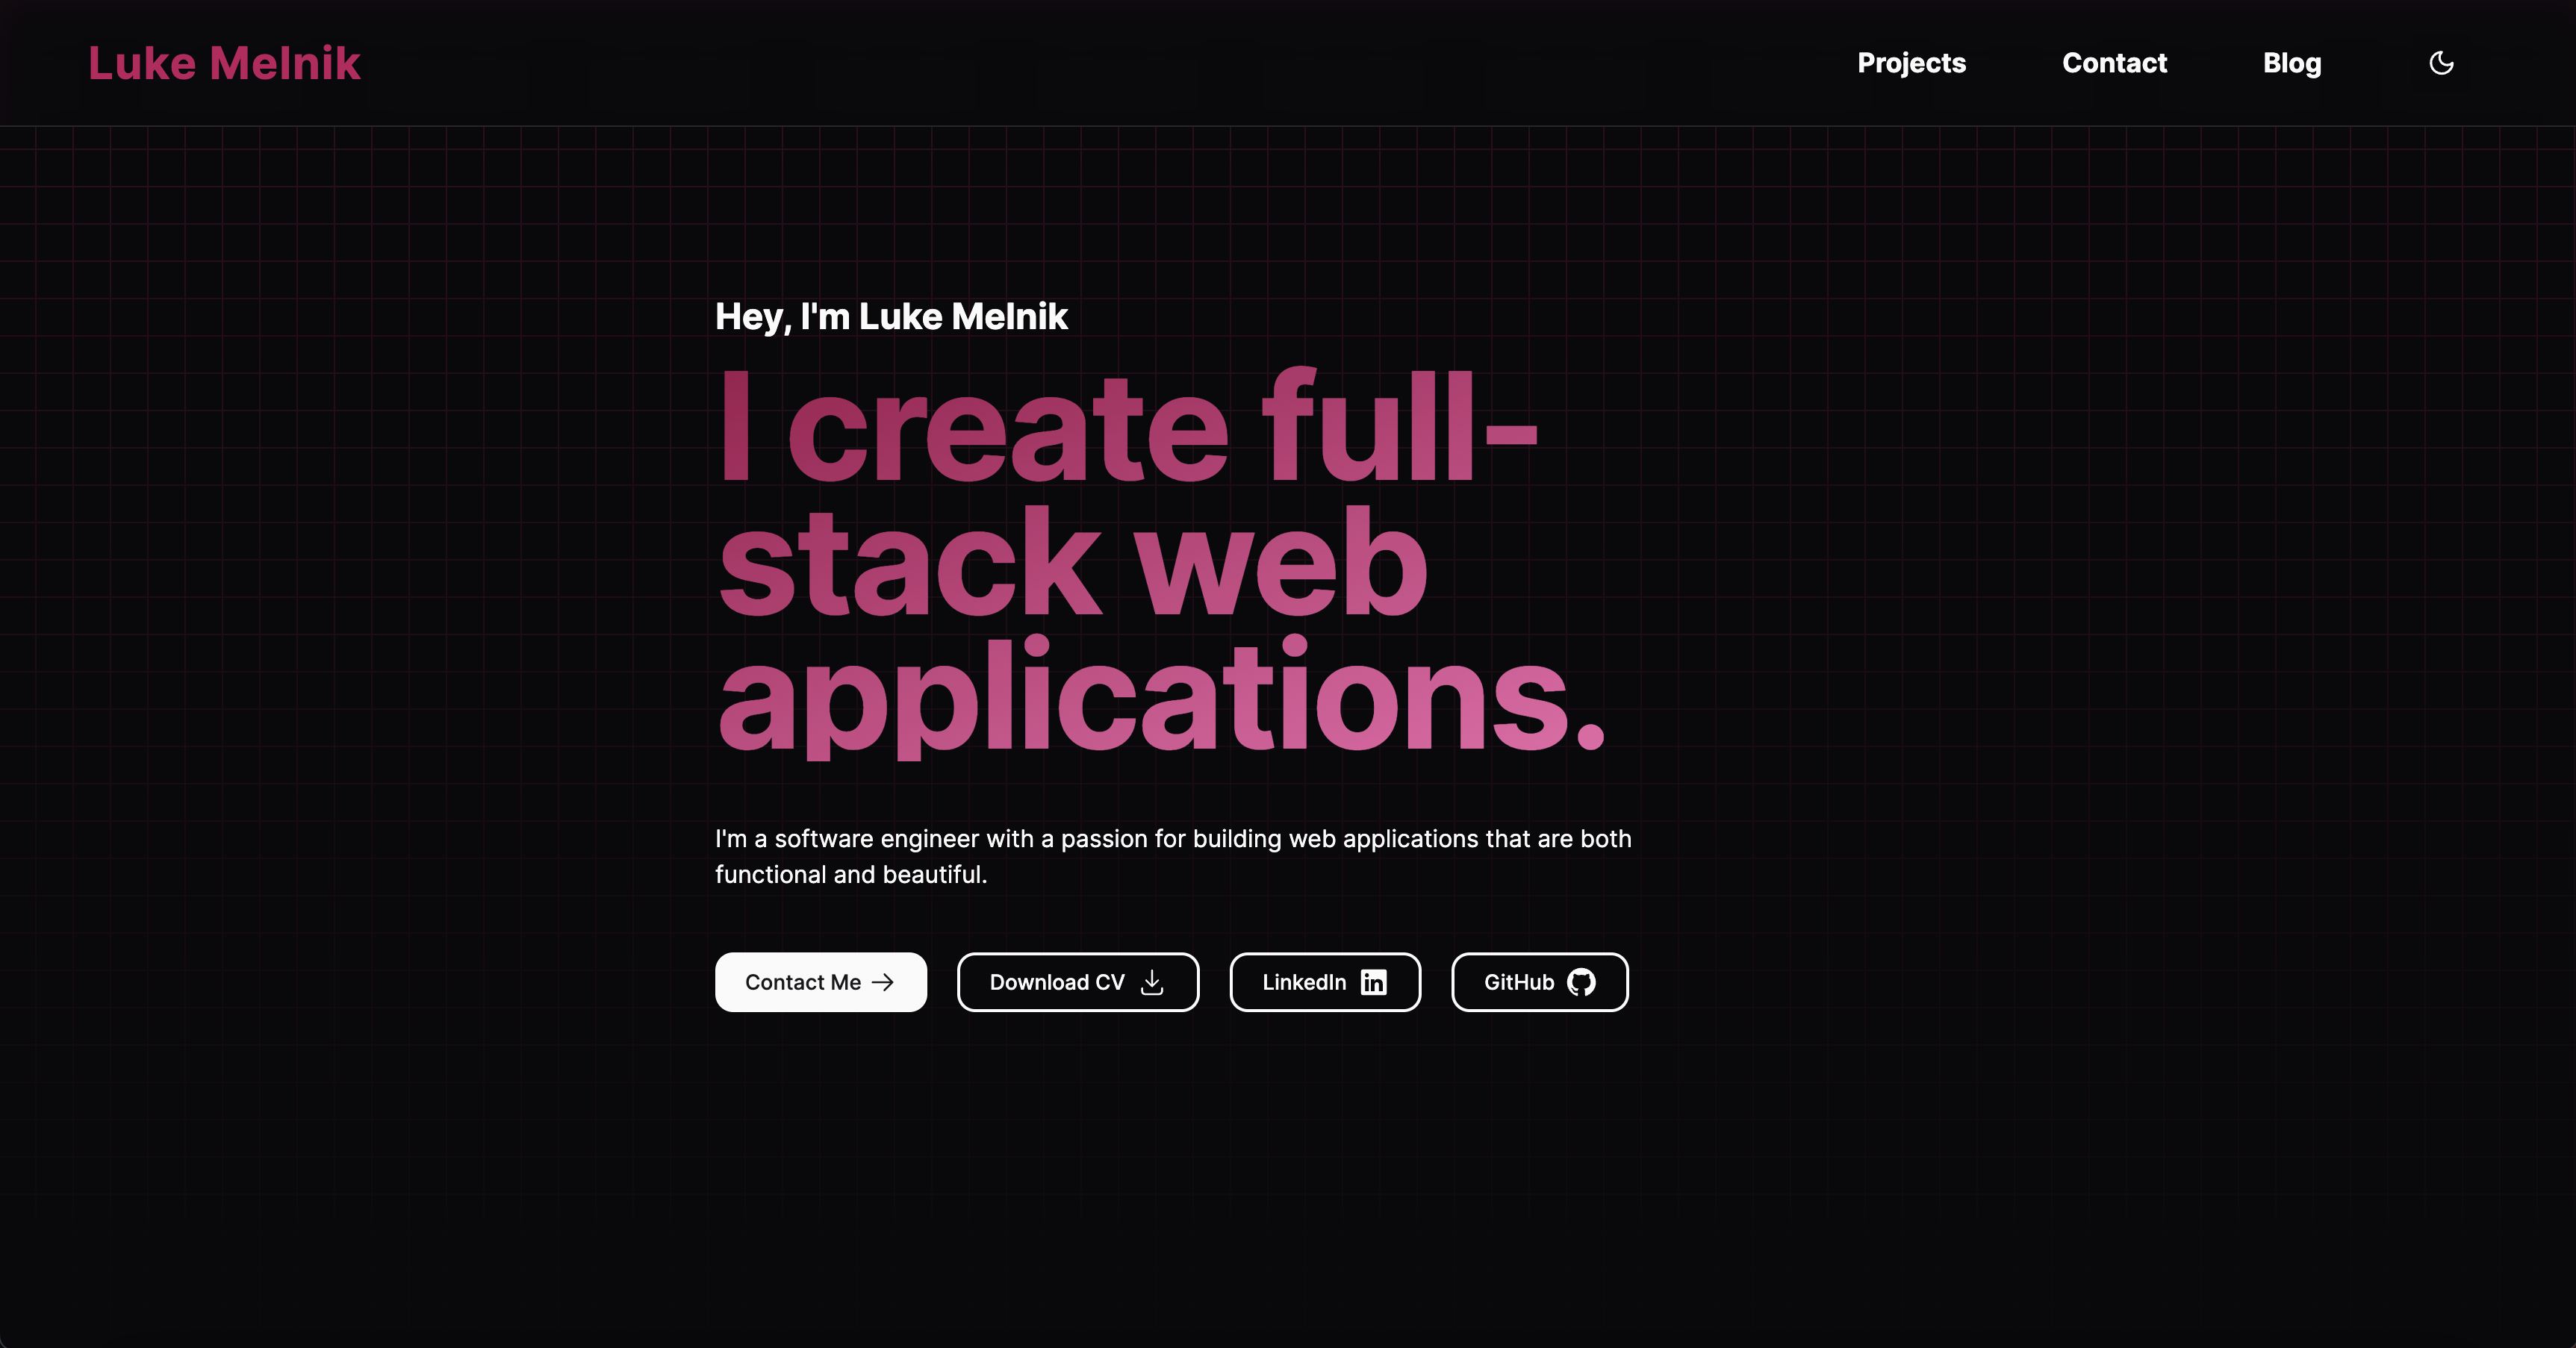 Luke Melnik
Projects
Contact
Blog
Hey, I'm Luke Melnik
I create full-
stack web
applications.
I'm a software engineer with a passion for building web applications that are both
functional and beautiful.
Contact Me
Download CV
LinkedIn
in
GitHub